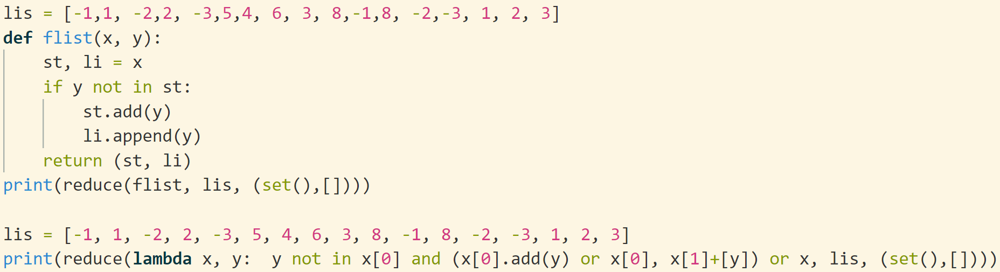 lis = [-1,1, -2,2, -3,5,4, 6, 3, 8,-1,8, -2,-3, 1, 2, 3]
def flist(x, y):
    st, li = x
    if y not in st:
        st.add(y)
        li.append(y)
    return (st, li)
print(reduce(flist, lis, (set(),[])))

lis = [-1, 1, -2, 2, -3, 5, 4, 6, 3, 8, -1, 8, -2, -3, 1, 2, 3]
print(reduce(lambda x, y:  y not in x[0] and (x[0].add(y) or x[0], x[1]+[y]) or x, lis, (set(),[])))